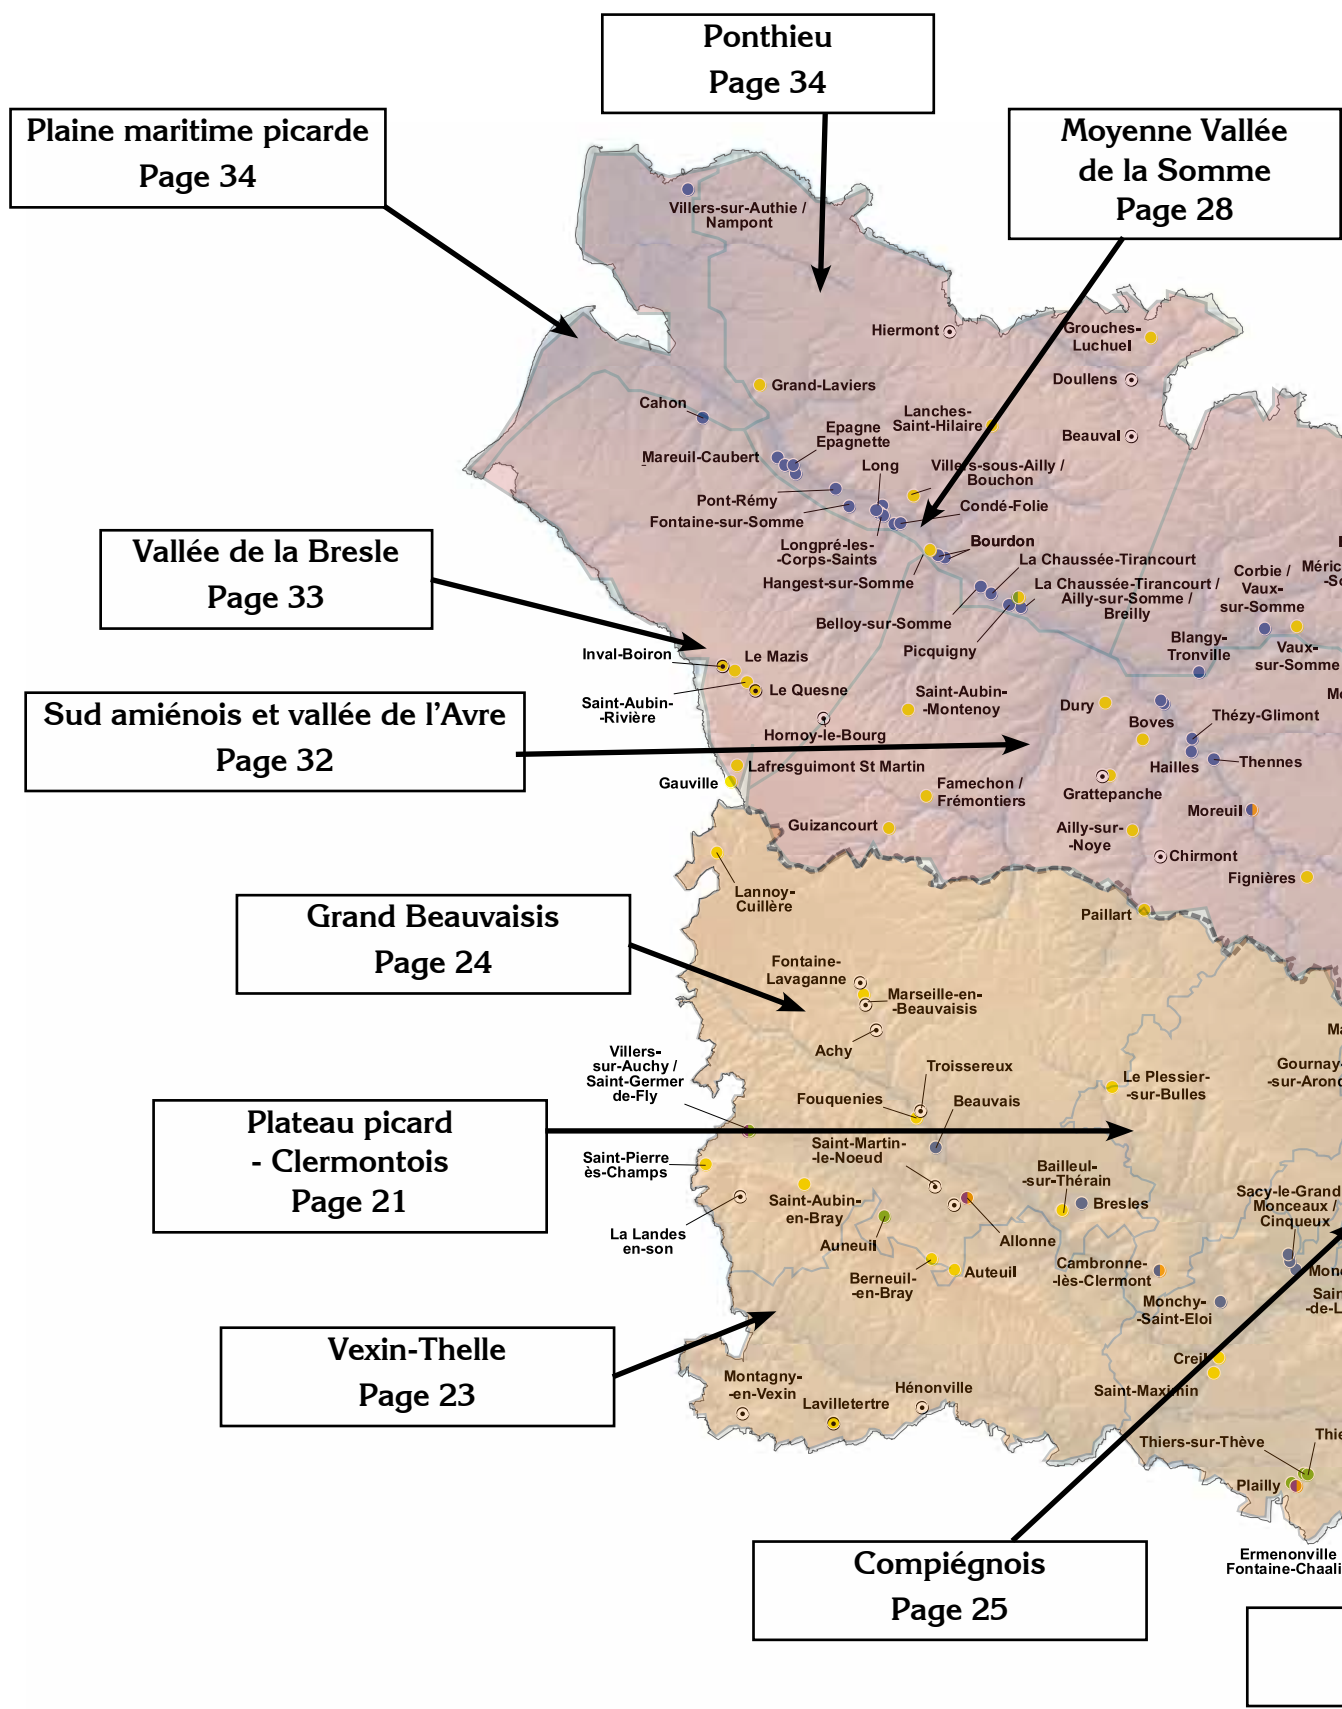 Ponthieu
Page 34
Plaine maritime picarde
Page 34
Moyenne Vallée
de la Somme
Page 28
Villers-sur-Authie /
Nampont
Hiermont
Grouches-
Luchuel
Doullens
Grand-Laviers
Cahon
Lanches-
Saint-Hilaire
Beauval
Epagne
Epagnette
Mareuil-Caubert
Long
Villers-sous-Ailly /
Bouchon
Pont-Rémy
Condé-Folie
Fontaine-sur-Somme
Longpré-les-
-Corps-Saints
Bourdon
Hangest-sur-Somme
La Chaussée-Tirancourt
La Chaussée-Tirancourt /
Ailly-sur-Somme /
Breilly
Corbie /
Vaux-
sur-Somme
Belloy-sur-Somme
Picquigny
Blangy-
Tronville
Vaux-
sur-Somme
Vallée de la Bresle
Page 33
Inval-Boiron
Le Mazis
Saint-Aubin-
-Rivière
Le Quesne
Sud amiénois et vallée de l'Avre
Page 32
Saint-Aubin-
-Montenoy
Dury
Boves
Thézy-Glimont
Hornoy-le-Bourg
Hailles
Thennes
Lafresguimont St Martin
Gauville
Famechon /
Frémontiers
Grattepanche
Moreuil
Guizancourt
Ailly-sur-
-Noye
Chirmont
Fignières
Lannoy-
Cuillère
Paillart
Grand Beauvaisis
Page 24
Fontaine-
Lavaganne
Marseille-en-
-Beauvaisis
Achy
Villers-
sur-Auchy /
Saint-Germer
de-Fly
Troissereux
Gournay-
Le Plessier-
-sur-Bulles
Fouquenies
Beauvais
Plateau picard
- Clermontois
Page 21
Saint-Martin-
-le-Noeud
Saint-Pierre
ès-Champs
Bailleul-
-sur-Thérain
Bresles
Saint-Aubin-
en-Bray
Sacy-le-Grand
Monceaux /
Cinqueux
La Landes
en-son
Auneuil
Allonne
Berneuil-
-en-Bray
Auteuil
Cambronne-
-lès-Clermont
Monchy-
-Saint-Eloi
Vexin-Thelle
Page 23
Creil
Saint-Maximin
Montagny-
-en-Vexin
Lavilletertre
Hénonville
Thiers-sur-Thève
Plailly
Compiégnois
Page 25
Ermenonville